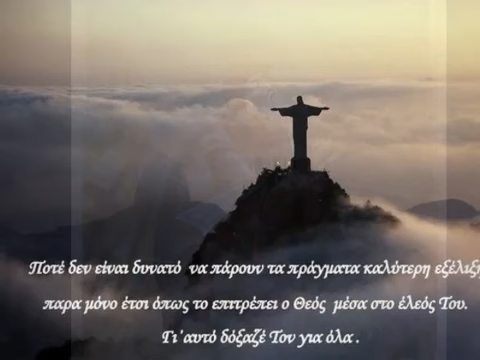 Ποτέ δεν είναι δυνατό να πάρουν τα πράγματα καλύτερη εξέλιξη
παρα μόνο έτσι όπως το επιτρέπει ο Θεός μέσα στο έλεός Του.
Γι΄αυτό δόξαζέ Τον για όλα .